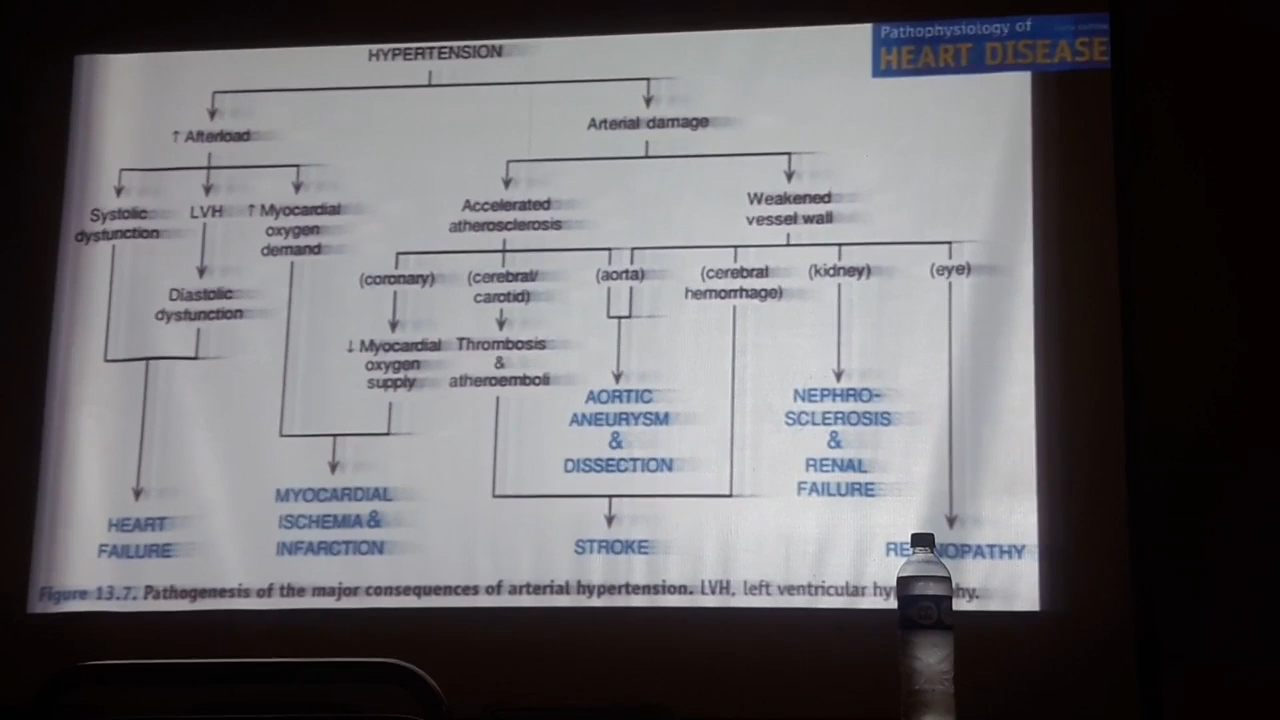 Pathophysiology of
HEART DISEASE
HYPERTENSION
↑ Afterload
Arterial damage
Systolic
dysfunction
LVH
↑ Myocardial
oxygen
demand
Accelerated
atherosclerosis
Weakened
vessel wall
Diastolic
dysfunction
(coronary)
(cerebral/
carotid)
(aorta)
(cerebral
hemorrhage)
(kidney)
(eye)
↓ Myocardial
oxygen
supply
Thrombosis
&
atheroemboli
AORTIC
ANEURYSM
&
DISSECTION
NEPHRO-
SCLEROSIS
&
RENAL
FAILURE
HEART
FAILURE
MYOCARDIAL
ISCHEMIA &
INFARCTION
STROKE
RE NOPATHY
Figure 13.7. Pathogenesis of the major consequences of arterial hypertension. LVH, left ventricular hy hy.